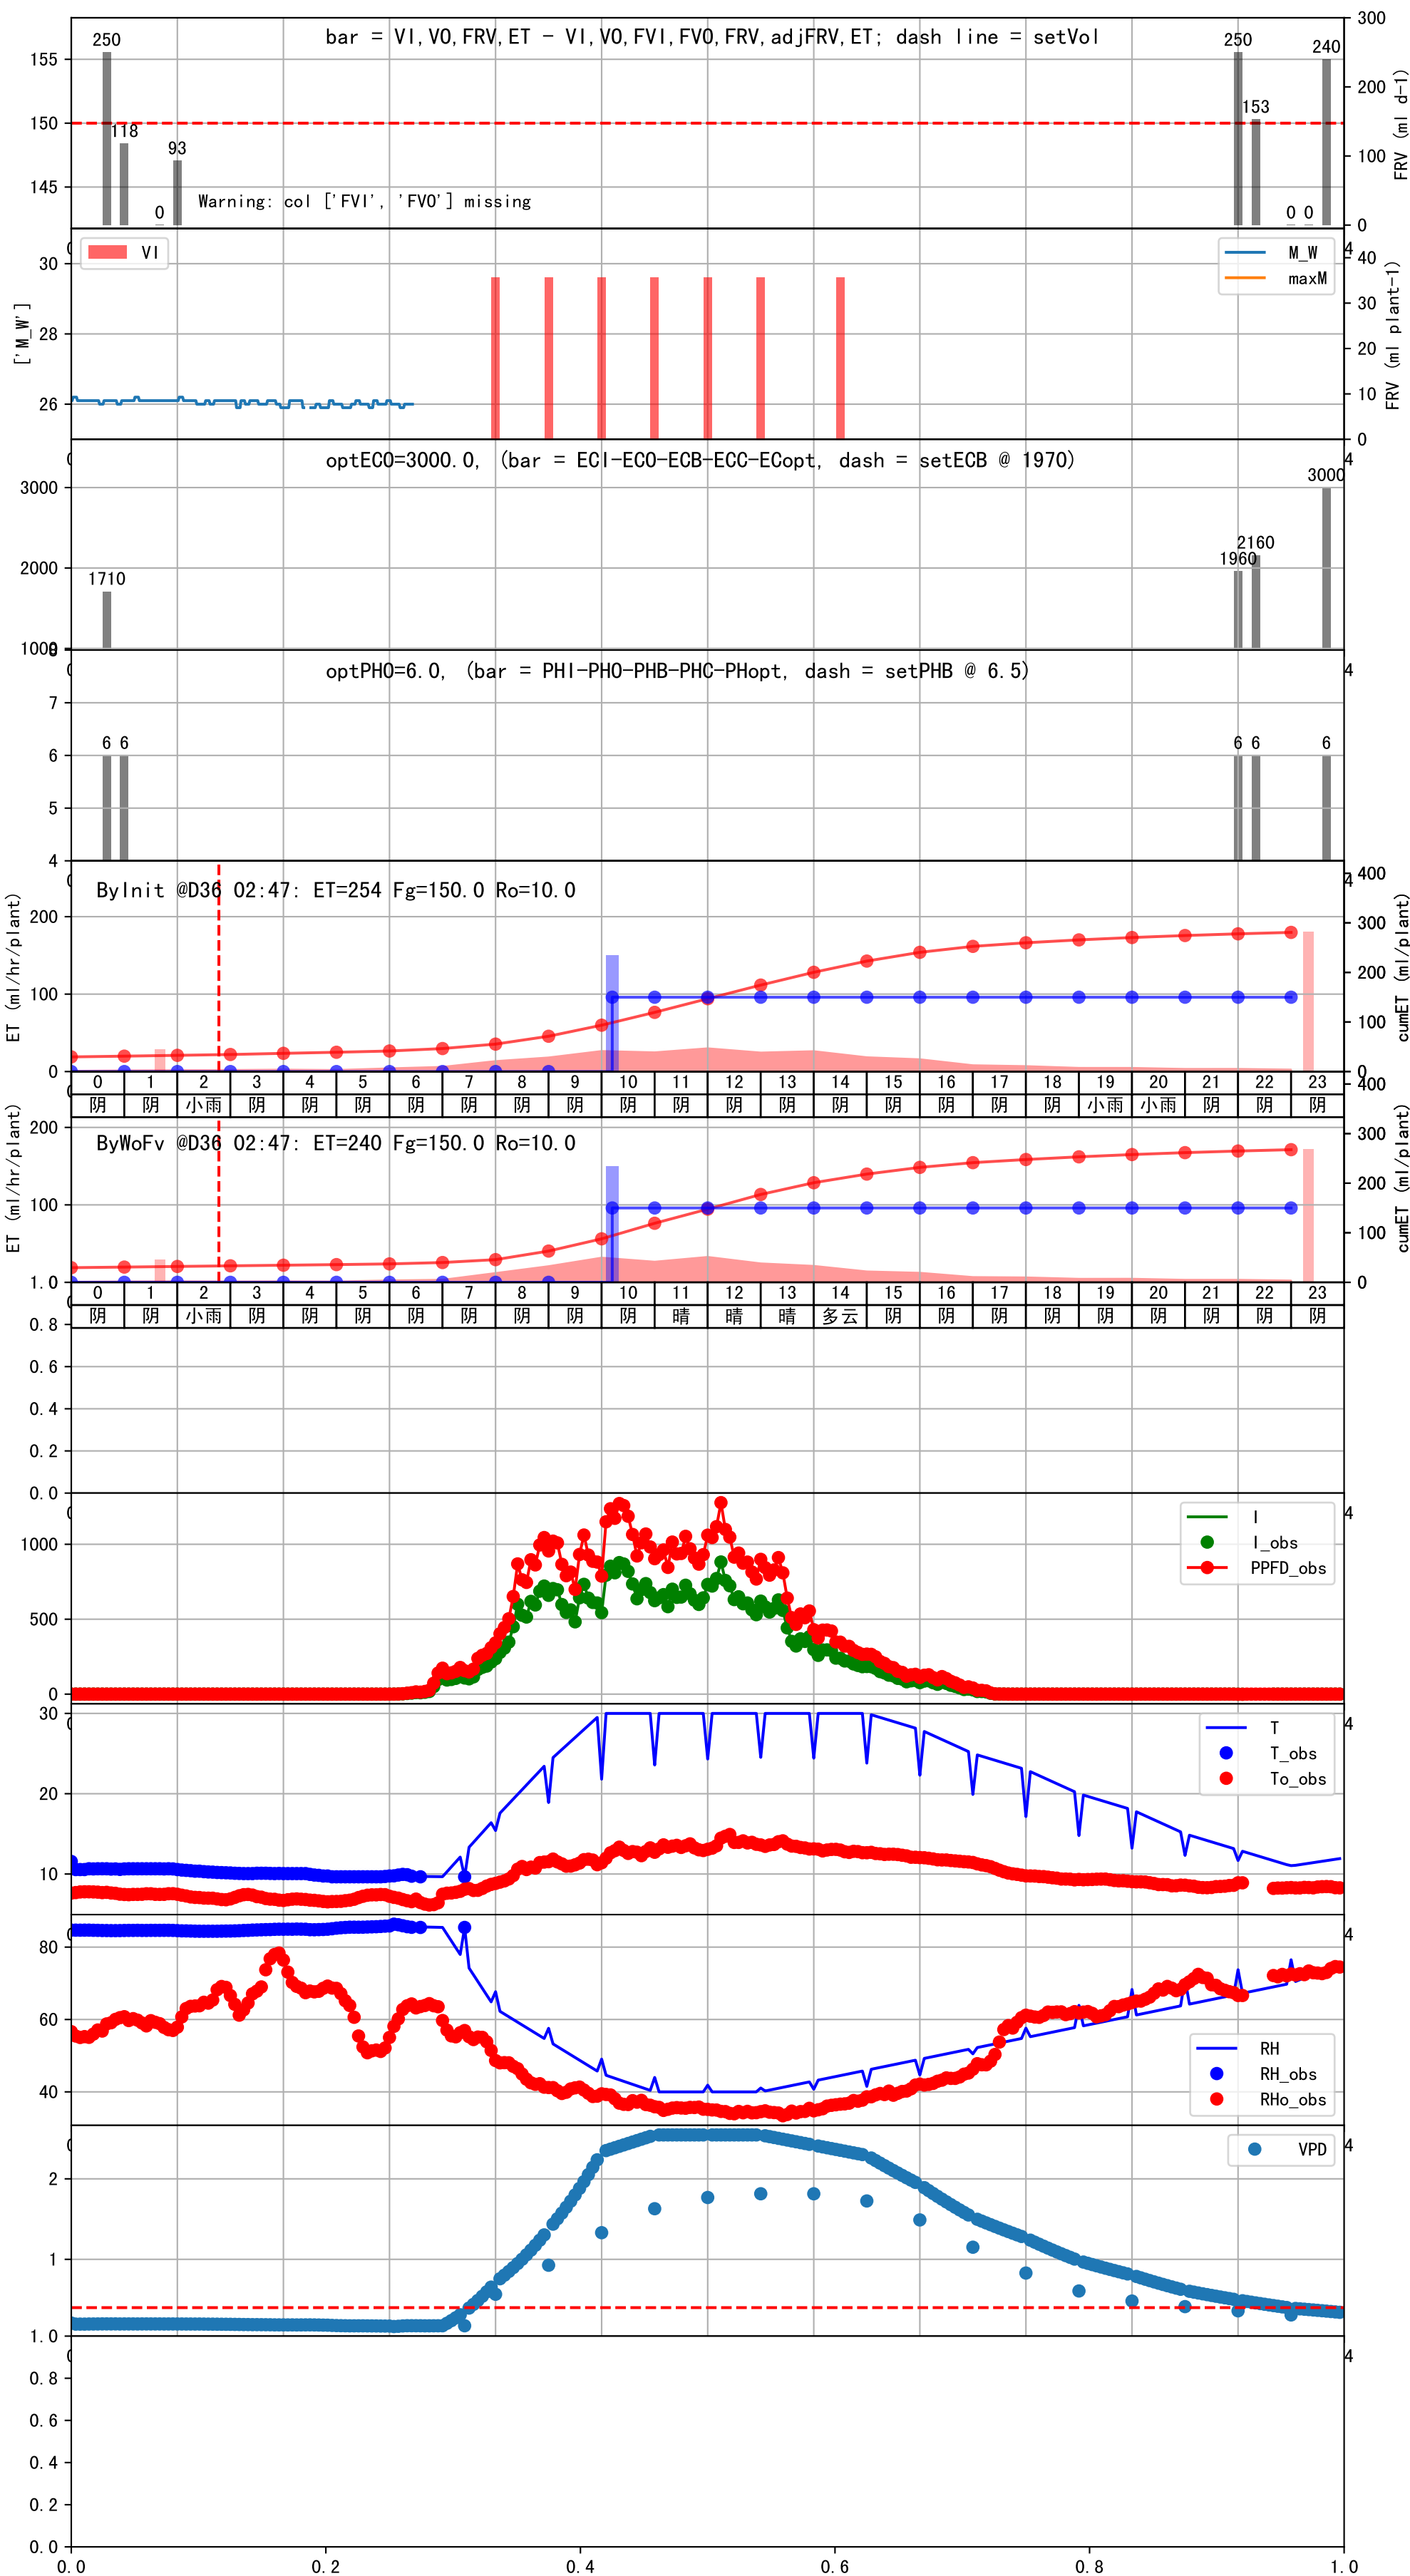 bar = VI,VO,FRV,ET - VI,VO,FVI,FVO,FRV,adjFRV,ET; dash line = setVol
250 118 0 93 250 153 0 0 240
155 150 145
300 200 100 0
FRV (ml d-1)
Warning: col ['FVI', 'FVO'] missing
VI
M_W
maxM
['M_W']
30 28 26
40 30 20 10 0
FRV (ml plant-1)
optECO=3000.0, (bar = ECI-ECO-ECB-ECC-ECopt, dash = setECB @ 1970)
3000 2000 1000
1710 1960 2160 3000
optPHO=6.0, (bar = PHI-PHO-PHB-PHC-PHopt, dash = setPHB @ 6.5)
7 6 5 4
6 6 6 6 6
ByInit @D36 02:47: ET=254 Fg=150.0 Ro=10.0
ET (ml/hr/plant)
200 100 0
400 300 200 100 0
cumET (ml/plant)
0 1 2 3 4 5 6 7 8 9 10 11 12 13 14 15 16 17 18 19 20 21 22 23
阴 阴 小雨 阴 阴 阴 阴 阴 阴 阴 阴 阴 阴 阴 阴 阴 阴 阴 阴 小雨 小雨 阴 阴 阴
ByWoFv @D36 02:47: ET=240 Fg=150.0 Ro=10.0
ET (ml/hr/plant)
200 100
400 300 200 100 0
cumET (ml/plant)
0 1 2 3 4 5 6 7 8 9 10 11 12 13 14 15 16 17 18 19 20 21 22 23
阴 阴 小雨 阴 阴 阴 阴 阴 阴 阴 阴 晴 晴 晴 多云 阴 阴 阴 阴 阴 阴 阴 阴 阴
1.0 0.8 0.6 0.4 0.2 0.0
I
I_obs
PPFD_obs
1000 500 0
T
T_obs
To_obs
30 20 10
RH
RH_obs
RHo_obs
80 60 40
VPD
2 1
1.0 0.8 0.6 0.4 0.2 0.0
0.0 0.2 0.4 0.6 0.8 1.0